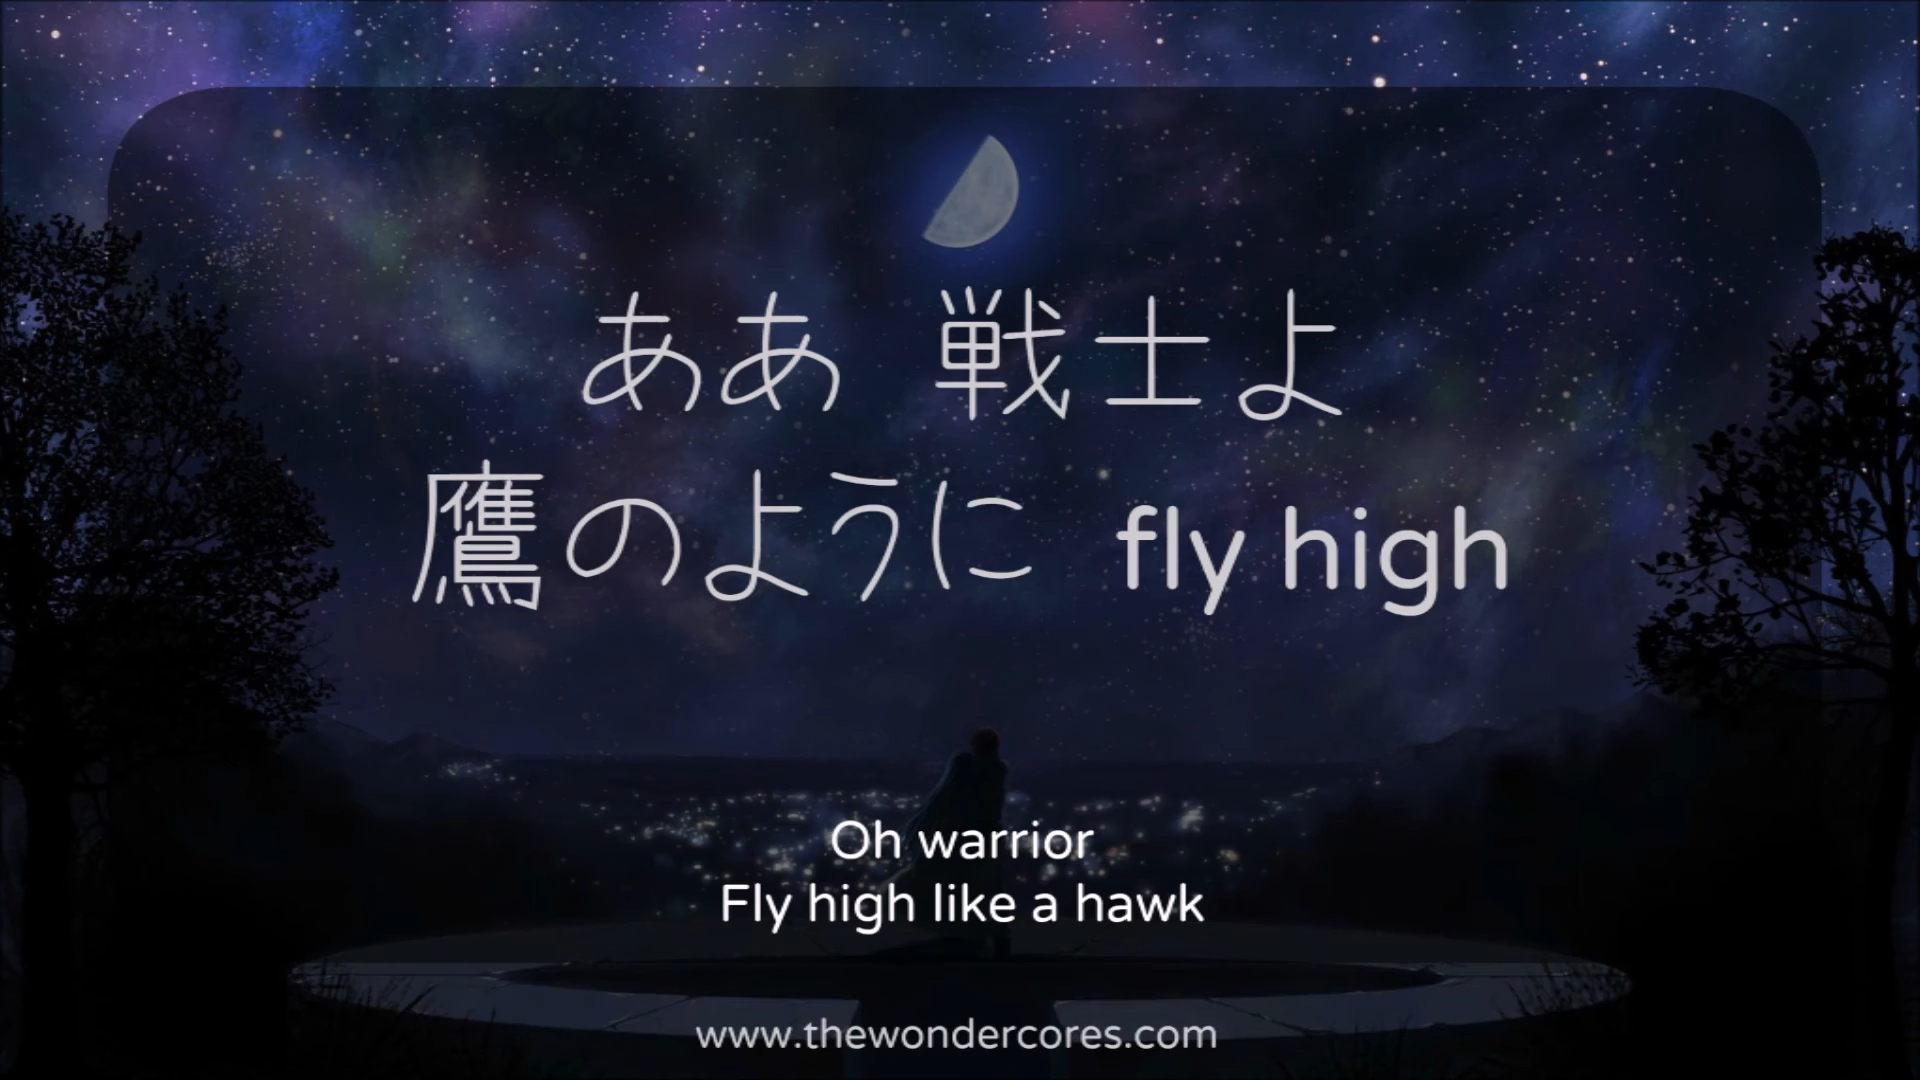 ああ 戦士よ
鷹のように fly high
Oh warrior
Fly high like a hawk
www.thewondercores.com